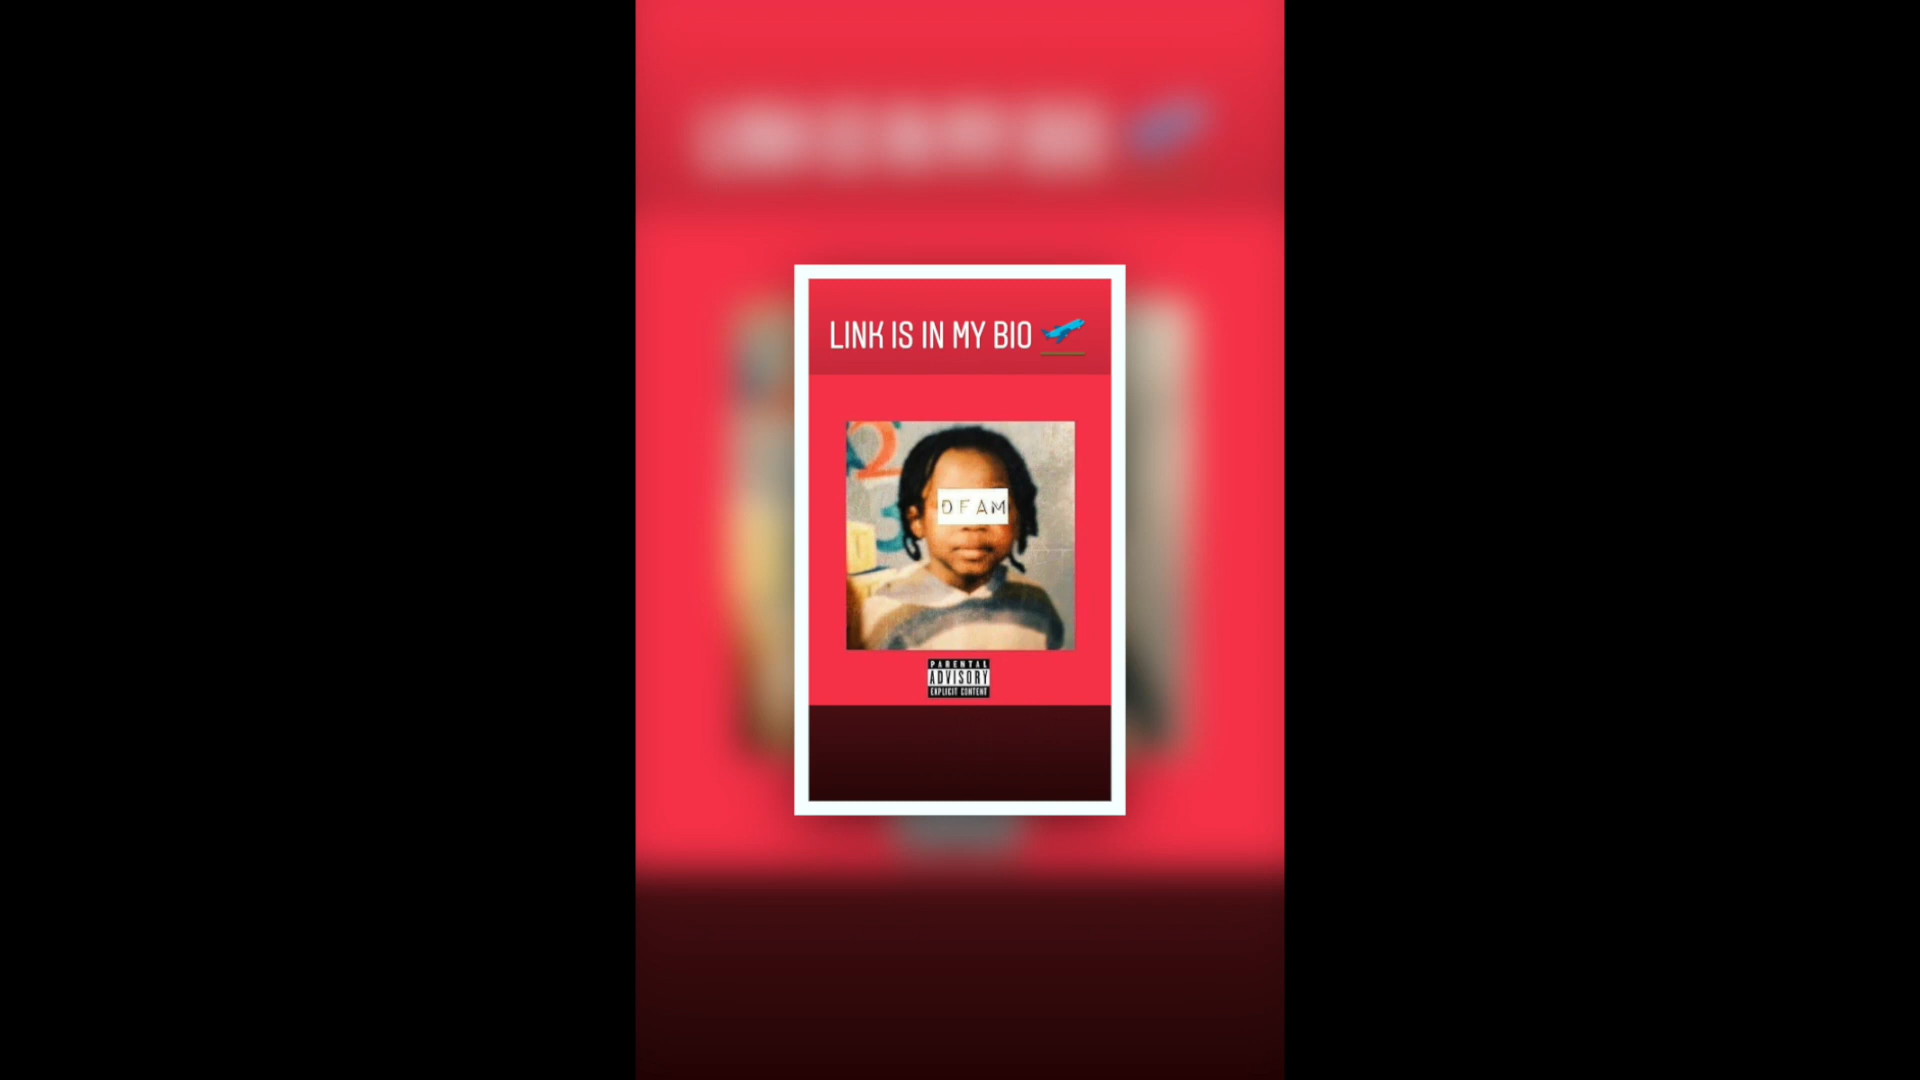 LINK IS IN MY BIO
DFAM
PARENTAL
ADVISORY
EXPLICIT CONTENT